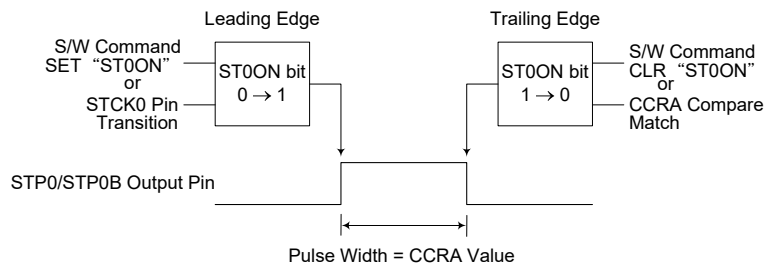 Leading Edge
Trailing Edge
S/W Command
SET “ST0ON”
or
STCK0 Pin
Transition
ST0ON bit
0 → 1
ST0ON bit
1 → 0
S/W Command
CLR “ST0ON”
or
CCRA Compare
Match
STP0/STP0B Output Pin
Pulse Width = CCRA Value